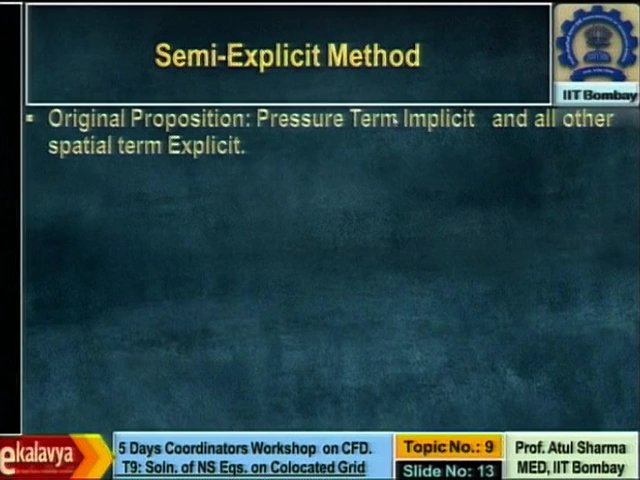 Semi-Explicit Method
IIT Bombay
▪ Original Proposition: Pressure Term Implicit and all other
spatial term Explicit.
ekalavya
5 Days Coordinators Workshop on CFD.
T9: Soln. of NS Eqs. on Colocated Grid
Topic No.: 9
Slide No: 13
Prof. Atul Sharma
MED, IIT Bombay